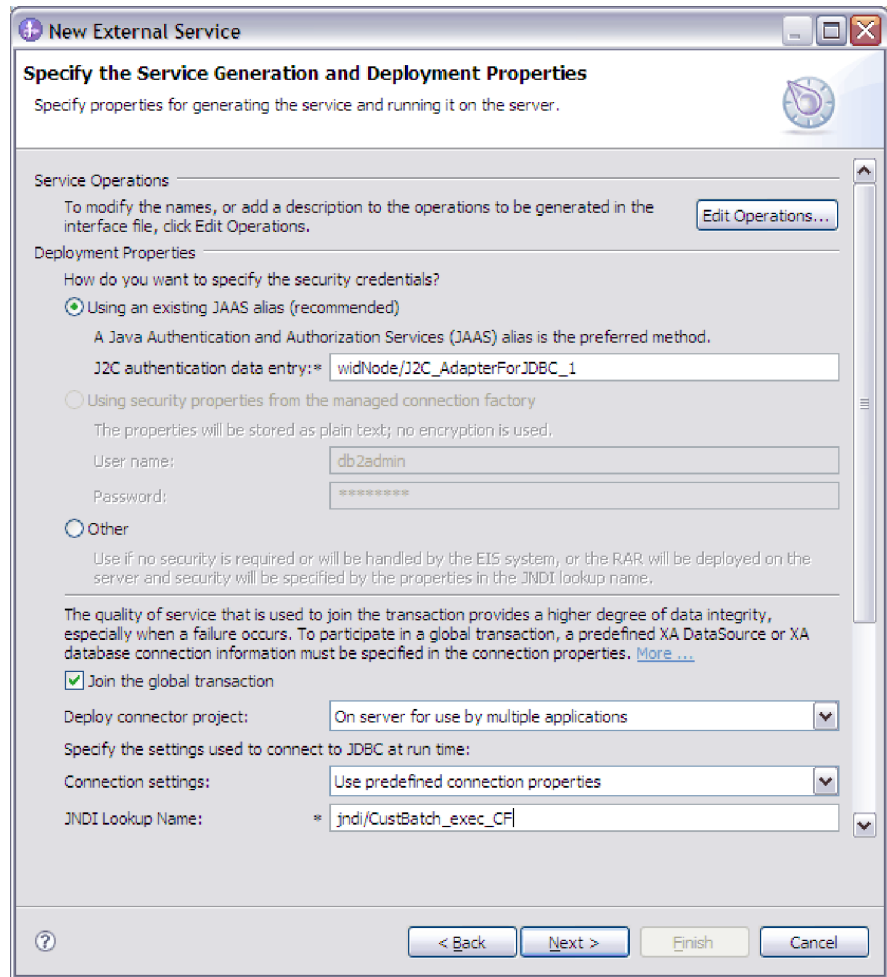 New External Service
Specify the Service Generation and Deployment Properties
Specify properties for generating the service and running it on the server.
Service Operations
To modify the names, or add a description to the operations to be generated in the
interface file, click Edit Operations.
Edit Operations...
Deployment Properties
How do you want to specify the security credentials?
Using an existing JAAS alias (recommended)
A Java Authentication and Authorization Services (JAAS) alias is the preferred method.
J2C authentication data entry:* widNode/J2C_AdapterForJDBC_1
Using security properties from the managed connection factory
The properties will be stored as plain text; no encryption is used.
User name: db2admin
Password: ********
Other
Use if no security is required or will be handled by the EIS system, or the RAR will be deployed on the
server and security will be specified by the properties in the JNDI lookup name.
The quality of service that is used to join the transaction provides a higher degree of data integrity,
especially when a failure occurs. To participate in a global transaction, a predefined XA DataSource or XA
database connection information must be specified in the connection properties. More ...
Join the global transaction
Deploy connector project: On server for use by multiple applications
Specify the settings used to connect to JDBC at run time:
Connection settings: Use predefined connection properties
JNDI Lookup Name: * jndi/CustBatch_exec_CF
? < Back Next > Finish Cancel